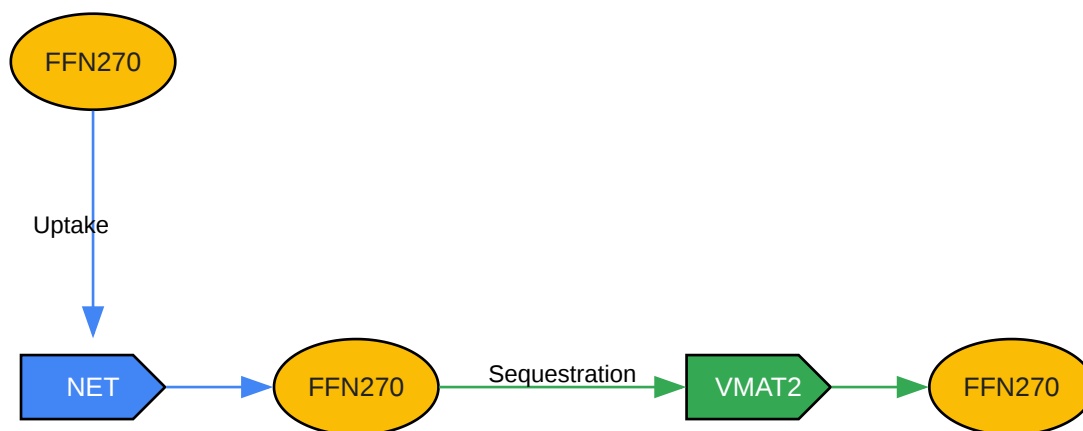 FFN270
Uptake
NET
FFN270
Sequestration
VMAT2
FFN270